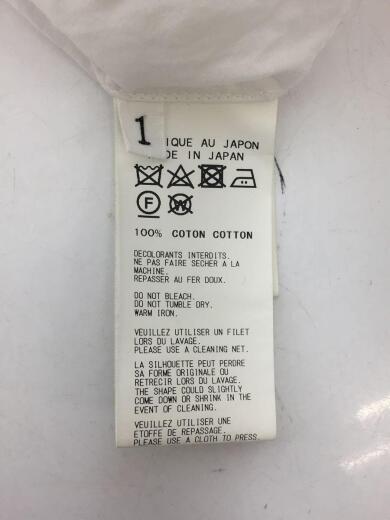 1
IQUE AU JAPON
DE IN JAPAN
F
W
100% COTON COTTON
DECOLORANTS INTERDITS.
NE PAS FAIRE SECHER A LA
MACHINE.
REPASSER AU FER DOUX.
DO NOT BLEACH.
DO NOT TUMBLE DRY.
WARM IRON.
VEUILLEZ UTILISER UN FILET
LORS DU LAVAGE.
PLEASE USE A CLEANING NET.
LA SILHOUETTE PEUT PERDRE
SA FORME ORIGINALE OU
RETRECIR LORS DU LAVAGE.
THE SHAPE COULD SLIGHTLY
COME DOWN OR SHRINK IN THE
EVENT OF CLEANING.
VEUILLEZ UTILISER UNE
ETOFFE DE REPASSAGE.
PLEASE USE A CLOTH TO PRESS